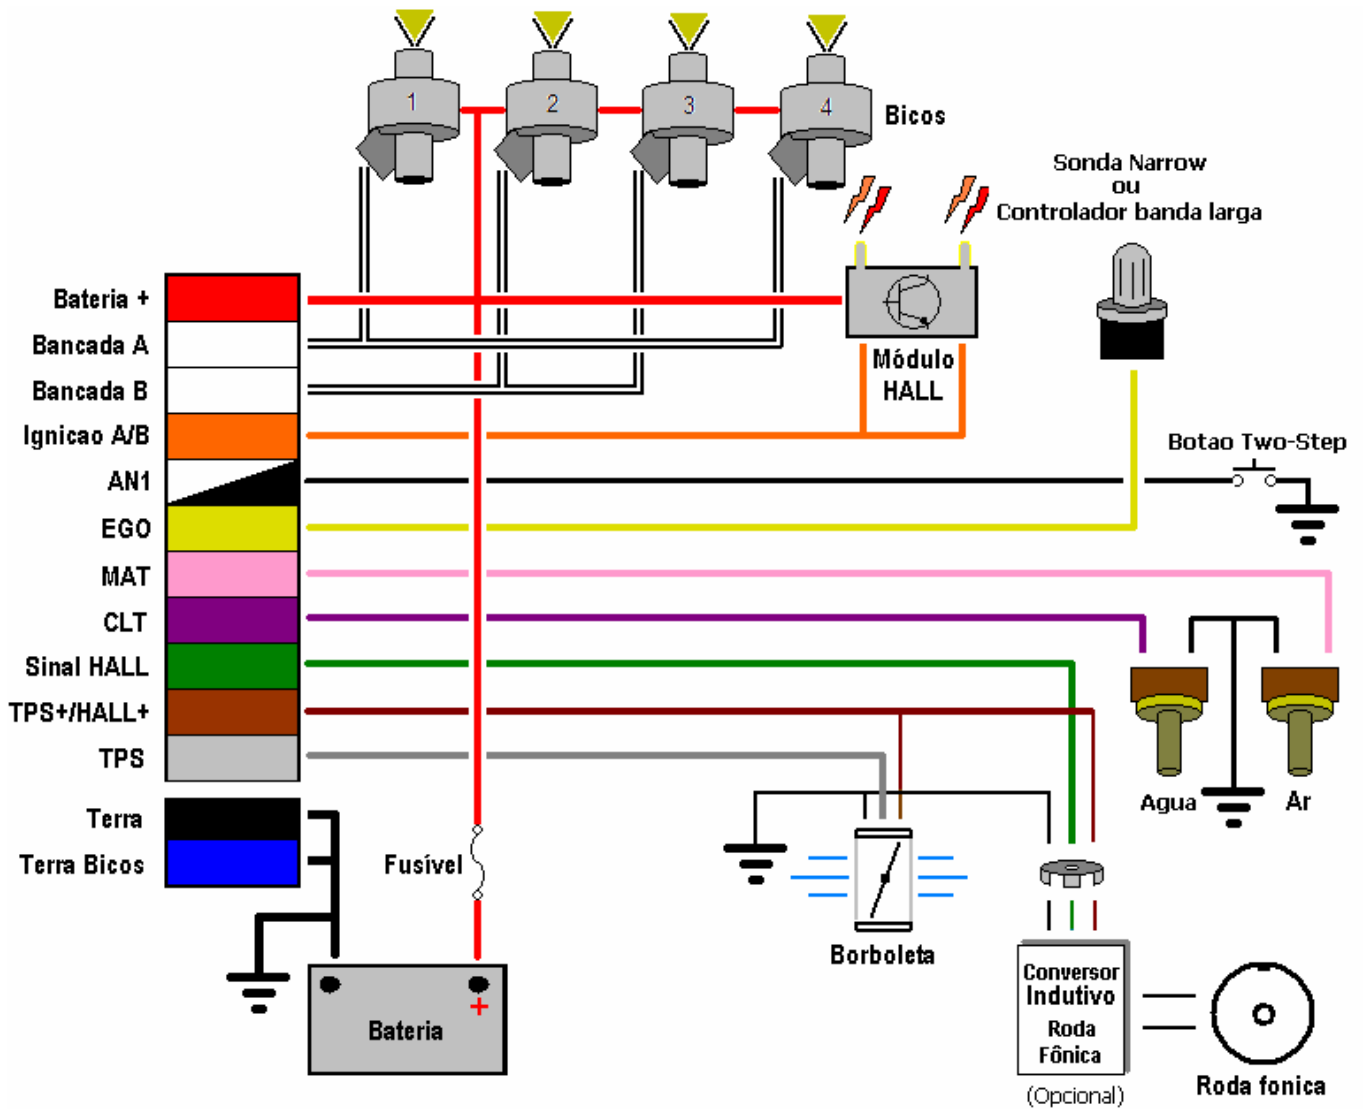 1
2
3
4
Bicos
Sonda Narrow
ou
Controlador banda larga
Bateria +
Bancada A
Bancada B
Ignicao A/B
AN1
EGO
MAT
CLT
Sinal HALL
TPS+/HALL+
TPS
Terra
Terra Bicos
Módulo
HALL
Botao Two-Step
Agua
Ar
Fusível
Borboleta
Bateria
+
Conversor
Indutivo
Roda
Fônica
(Opcional)
Roda fonica